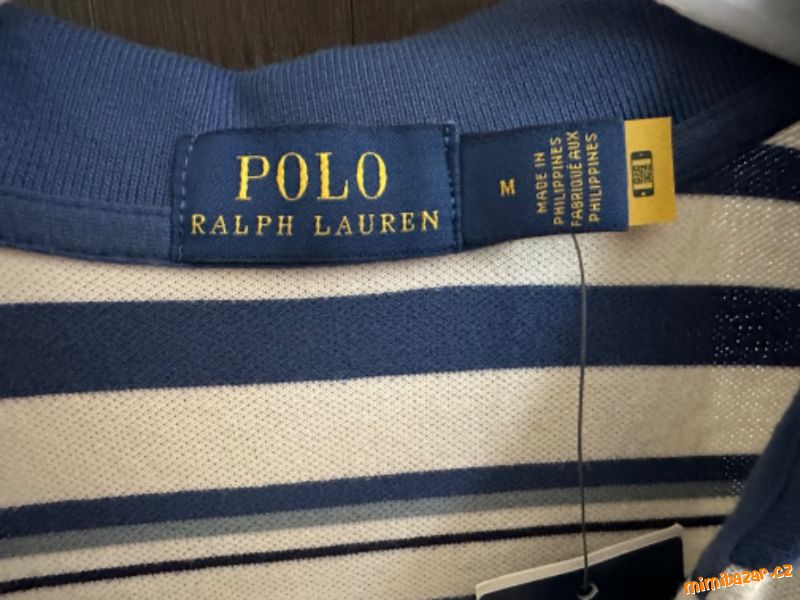 POLO
RALPH LAUREN
M
MADE IN
PHILIPPINES
FABRIQUÉ AUX
PHILIPPINES
mimibazar.cz